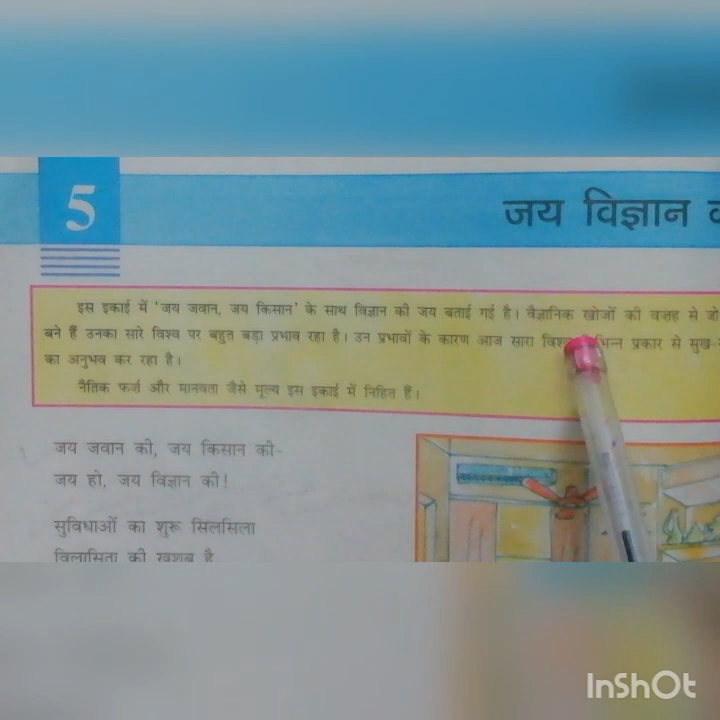 5
जय विज्ञान
इस इकाई में 'जय जवान, जय किसान' के साथ विज्ञान की जय बताई गई है। वैज्ञानिक खोजों की वजह से जो
बने हैं उनका सारे विश्व पर बहुत बड़ा प्रभाव रहा है। उन प्रभावों के कारण आज सारा प्रकार से सुख-
का अनुभव कर रहा है।
नैतिक फर्ज और मानवता जैसे मूल्य इस इकाई में निहित हैं।
जय जवान की, जय किसान की-
जय हो, जय विज्ञान की!
सुविधाओं का शुरू सिलसिला
विलासिता की है
InShOt